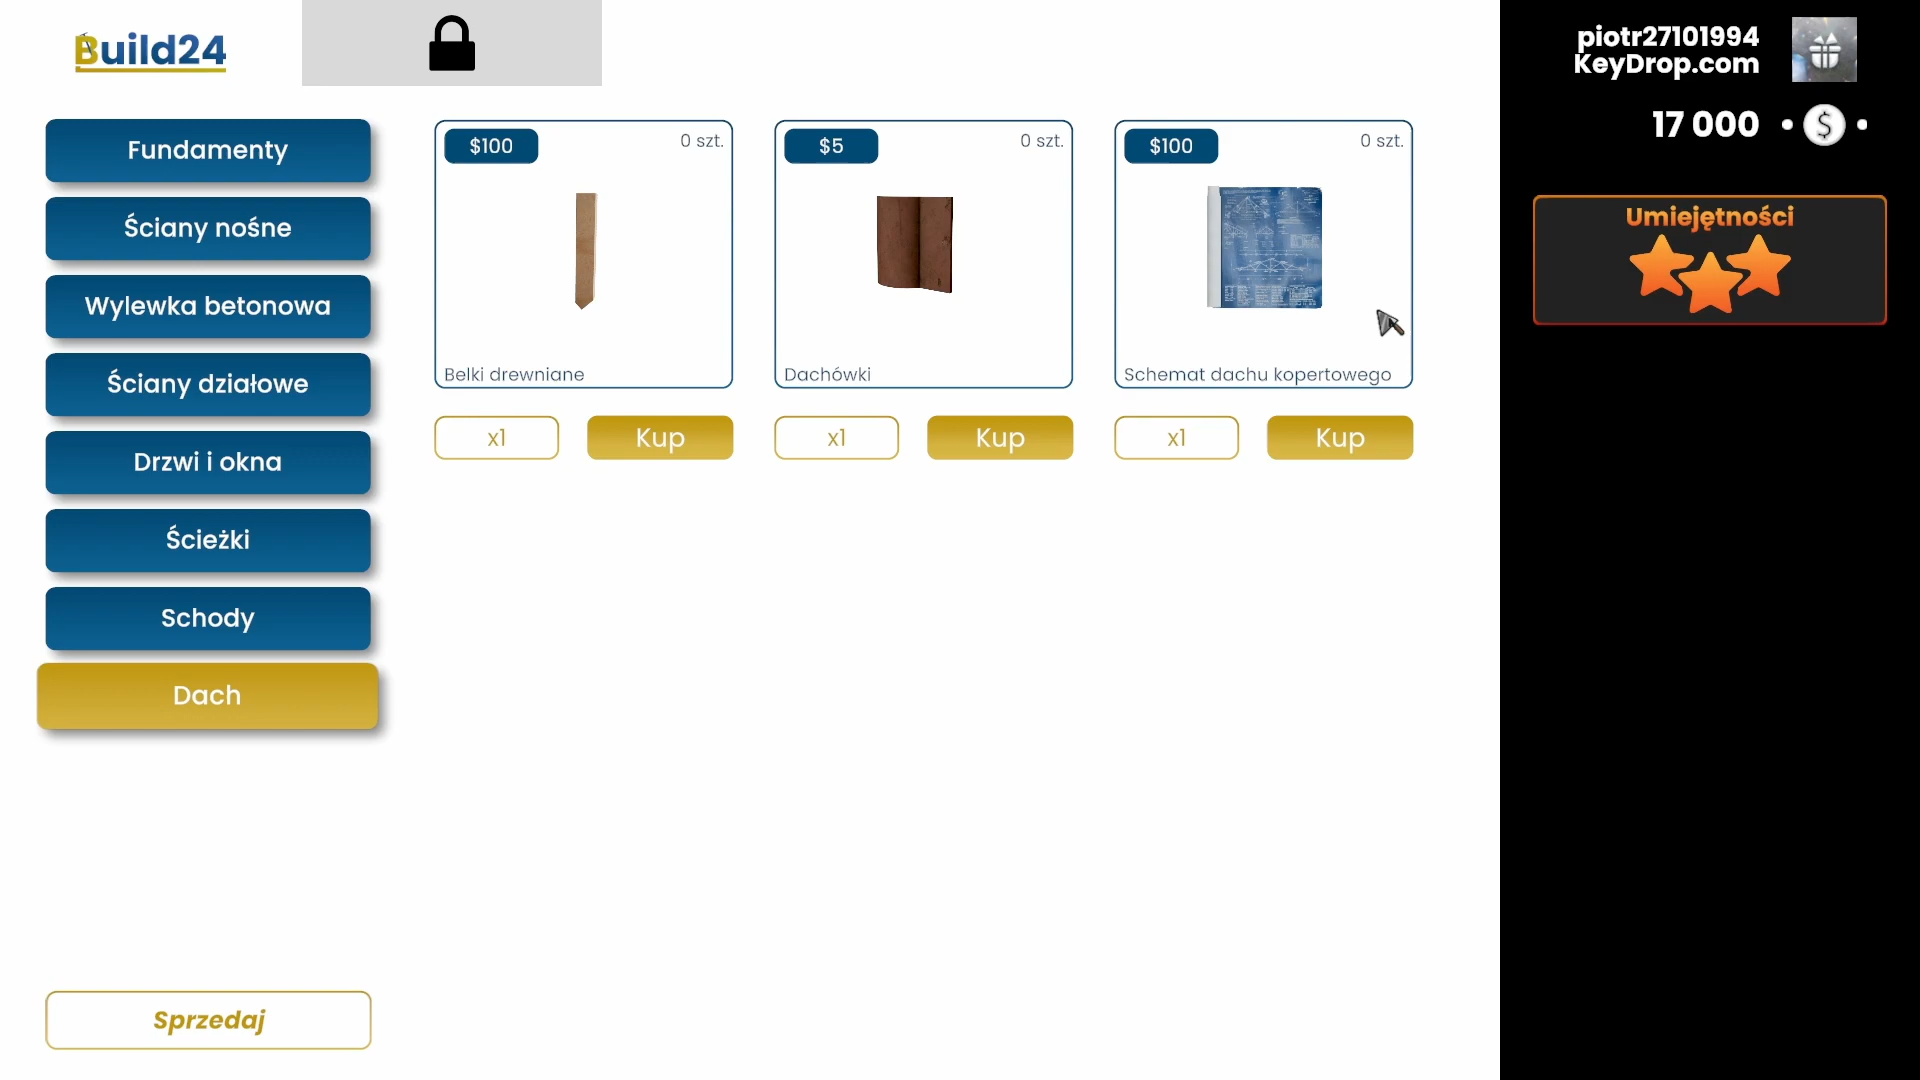 Build24
Fundamenty
Ściany nośne
Wylewka betonowa
Ściany działowe
Drzwi i okna
Ścieżki
Schody
Dach
Sprzedaj
$100
0 szt.
Belki drewniane
x1
Kup
$5
0 szt.
Dachówki
x1
Kup
$100
0 szt.
Schemat dachu kopertowego
x1
Kup
piotr27101994
KeyDrop.com
17 000
$
Umiejętności